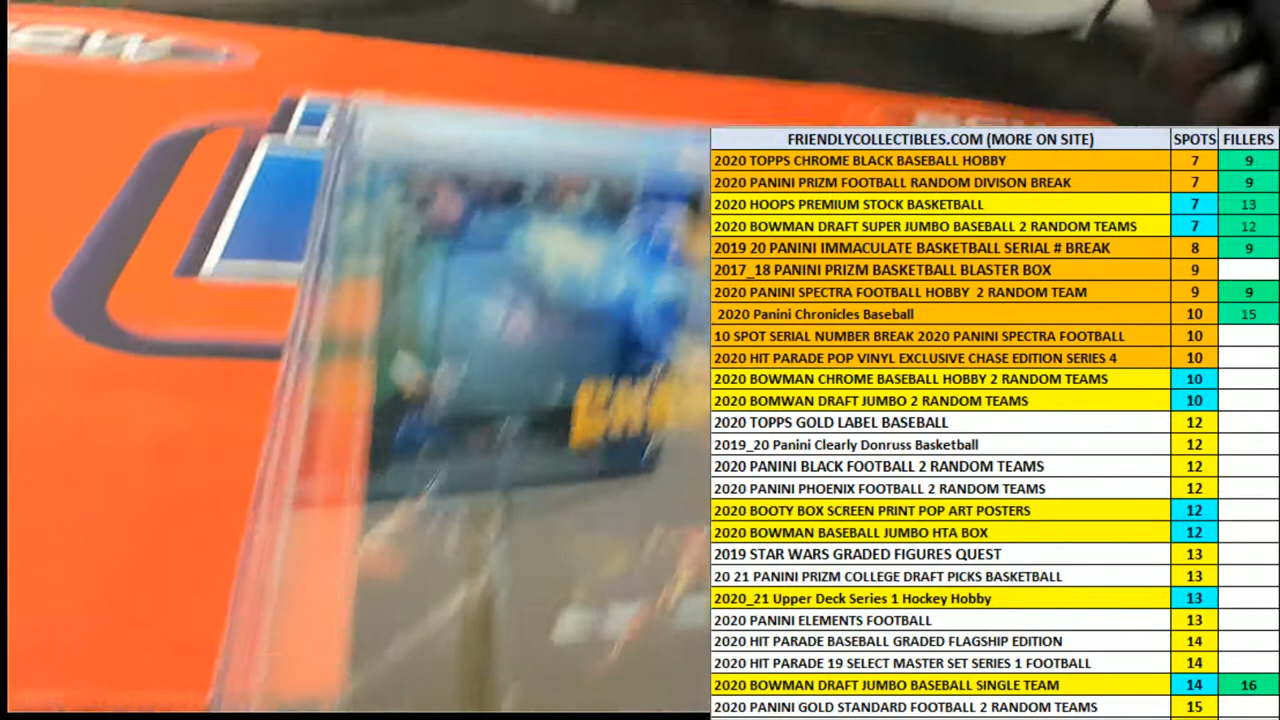 FRIENDLYCOLLECTIBLES.COM (MORE ON SITE) SPOTS FILLERS
2020 TOPPS CHROME BLACK BASEBALL HOBBY 7 9
2020 PANINI PRIZM FOOTBALL RANDOM DIVISON BREAK 7 9
2020 HOOPS PREMIUM STOCK BASKETBALL 7 13
2020 BOWMAN DRAFT SUPER JUMBO BASEBALL 2 RANDOM TEAMS 7 12
2019 20 PANINI IMMACULATE BASKETBALL SERIAL # BREAK 8 9
2017_18 PANINI PRIZM BASKETBALL BLASTER BOX 9
2020 PANINI SPECTRA FOOTBALL HOBBY 2 RANDOM TEAM 9 9
2020 Panini Chronicles Baseball 10 15
10 SPOT SERIAL NUMBER BREAK 2020 PANINI SPECTRA FOOTBALL 10
2020 HIT PARADE POP VINYL EXCLUSIVE CHASE EDITION SERIES 4 10
2020 BOWMAN CHROME BASEBALL HOBBY 2 RANDOM TEAMS 10
2020 BOMWAN DRAFT JUMBO 2 RANDOM TEAMS 10
2020 TOPPS GOLD LABEL BASEBALL 12
2019_20 Panini Clearly Donruss Basketball 12
2020 PANINI BLACK FOOTBALL 2 RANDOM TEAMS 12
2020 PANINI PHOENIX FOOTBALL 2 RANDOM TEAMS 12
2020 BOOTY BOX SCREEN PRINT POP ART POSTERS 12
2020 BOWMAN BASEBALL JUMBO HTA BOX 12
2019 STAR WARS GRADED FIGURES QUEST 13
20 21 PANINI PRIZM COLLEGE DRAFT PICKS BASKETBALL 13
2020_21 Upper Deck Series 1 Hockey Hobby 13
2020 PANINI ELEMENTS FOOTBALL 13
2020 HIT PARADE BASEBALL GRADED FLAGSHIP EDITION 14
2020 HIT PARADE 19 SELECT MASTER SET SERIES 1 FOOTBALL 14
2020 BOWMAN DRAFT JUMBO BASEBALL SINGLE TEAM 14 16
2020 PANINI GOLD STANDARD FOOTBALL 2 RANDOM TEAMS 15